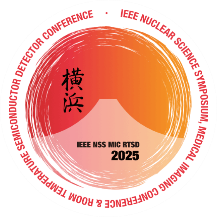 IEEE NUCLEAR SCIENCE SYMPOSIUM, MEDICAL IMAGING CONFERENCE & ROOM TEMPERATURE SEMICONDUCTOR DETECTOR CONFERENCE •
横浜
IEEE NSS MIC RTSD
2025